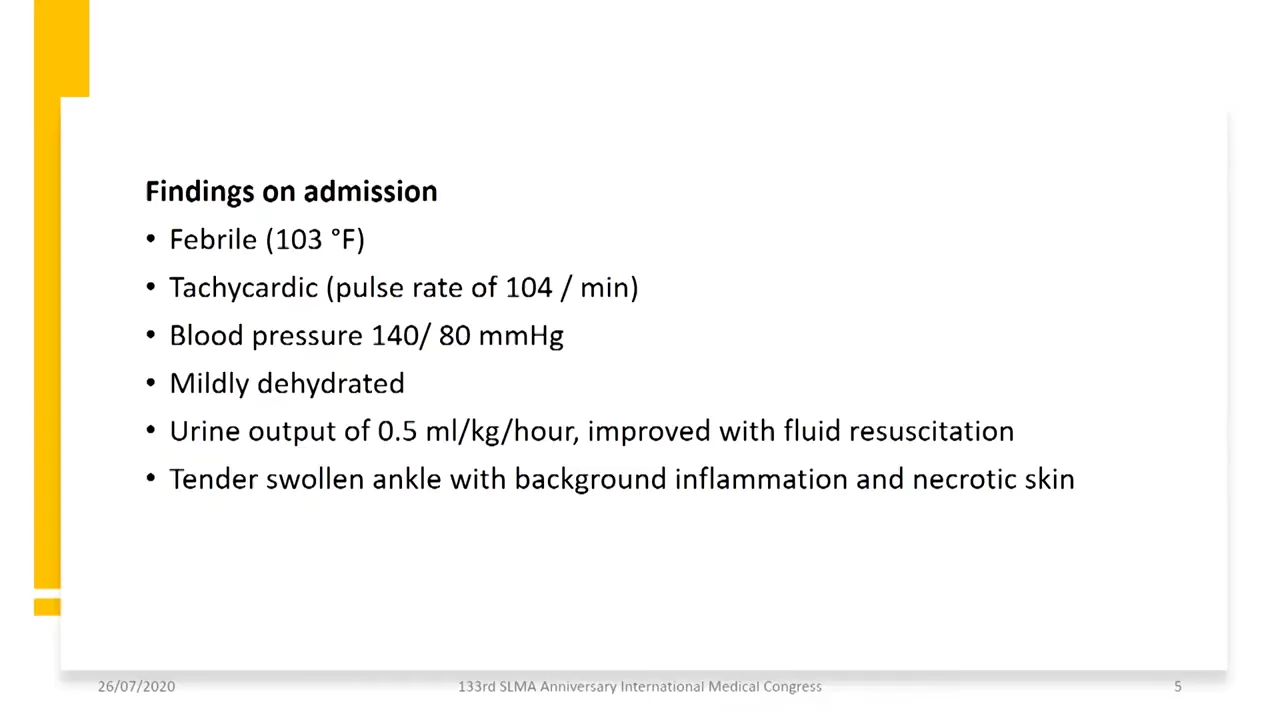 Findings on admission
• Febrile (103 °F)
• Tachycardic (pulse rate of 104 / min)
• Blood pressure 140/ 80 mmHg
• Mildly dehydrated
• Urine output of 0.5 ml/kg/hour, improved with fluid resuscitation
• Tender swollen ankle with background inflammation and necrotic skin
26/07/2020 133rd SLMA Anniversary International Medical Congress 5